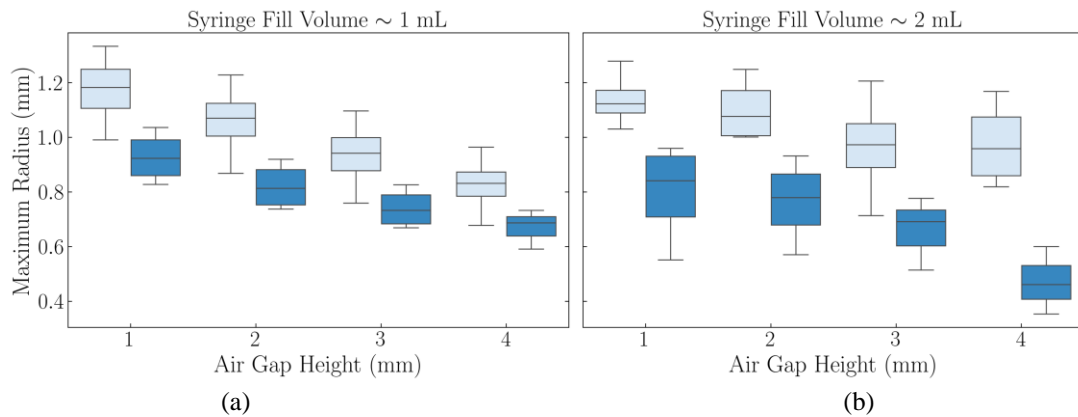 Syringe Fill Volume ∼ 1 mL
Syringe Fill Volume ∼ 2 mL
Maximum Radius (mm)
1.2
1.0
0.8
0.6
0.4
1 2 3 4
1 2 3 4
Air Gap Height (mm)
Air Gap Height (mm)
(a)
(b)